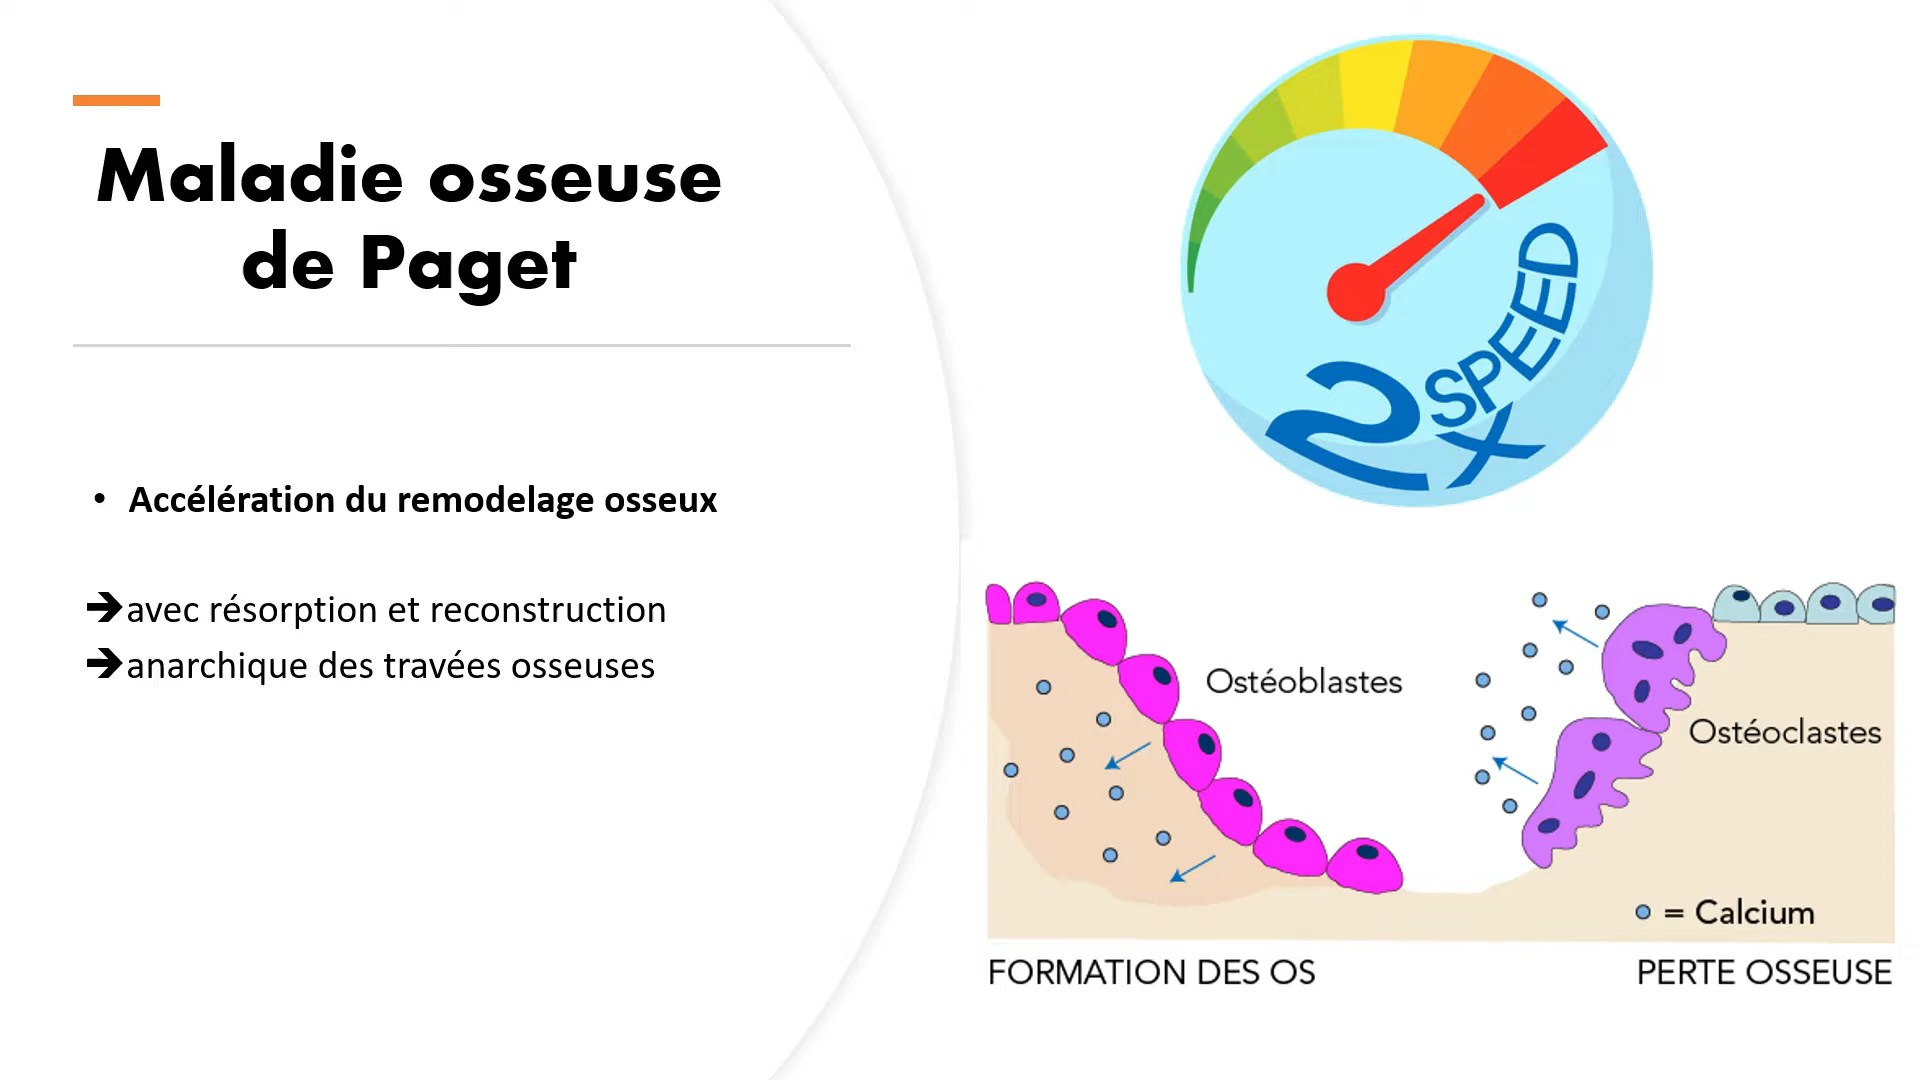 Maladie osseuse
de Paget
• Accélération du remodelage osseux
➔avec résorption et reconstruction
➔anarchique des travées osseuses
2X SPEED
Ostéoblastes
Ostéoclastes
= Calcium
FORMATION DES OS
PERTE OSSEUSE